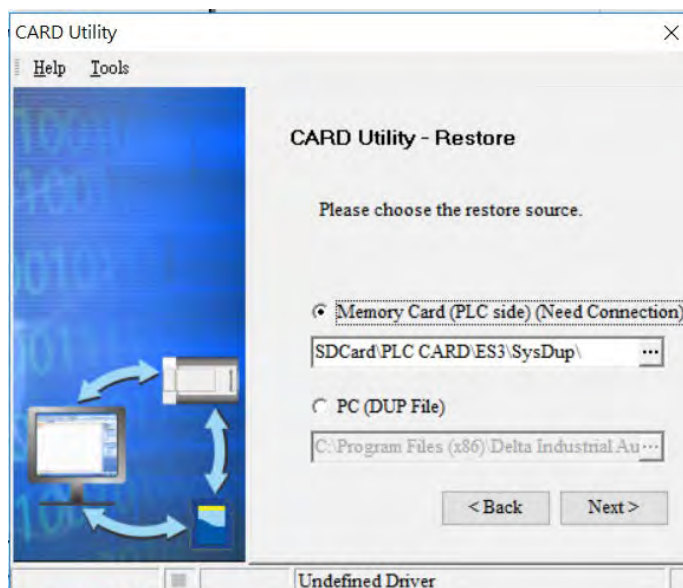 CARD Utility
Help Tools
CARD Utility - Restore
Please choose the restore source.
Memory Card (PLC side) (Need Connection)
SDCard\PLC CARD\ES3\SysDup\ ...
PC (DUP File)
C:\Program Files (x86)\Delta Industrial Au ...
< Back Next >
Undefined Driver